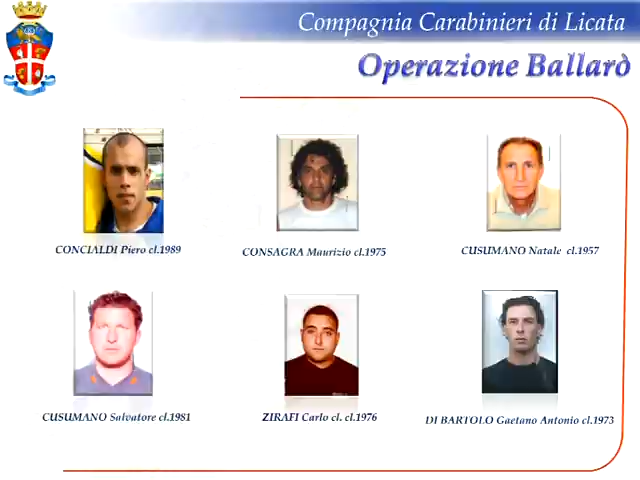 Compagnia Carabinieri di Licata
Operazione Ballarò
CONCIALDI Piero cl.1989
CONSAGRA Maurizio cl.1975
CUSUMANO Natale cl.1957
CUSUMANO Salvatore cl.1981
ZIRAFI Carlo cl. cl.1976
DI BARTOLO Gaetano Antonio cl.1973